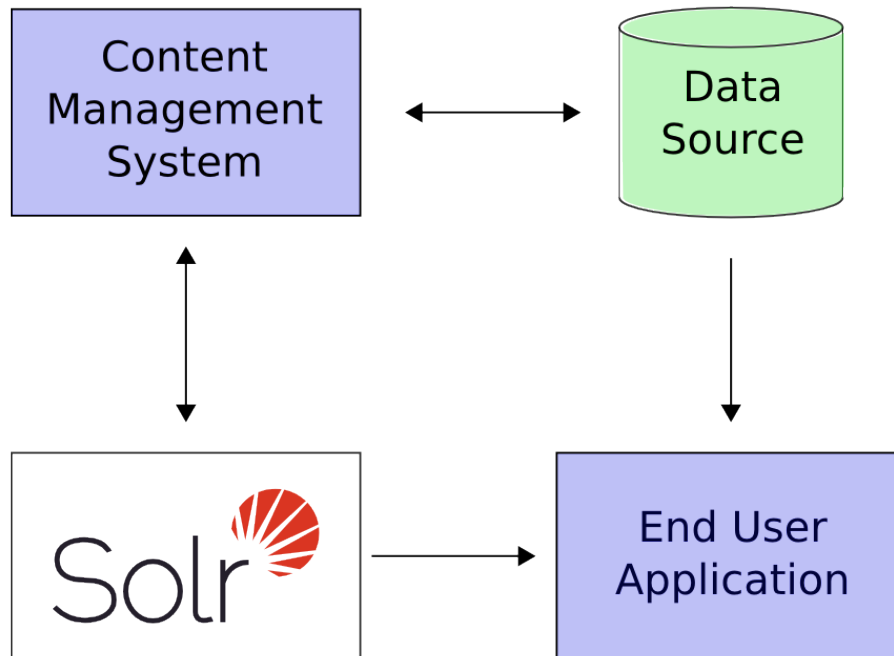 Content
Management
System
Data
Source
Solr
End User
Application